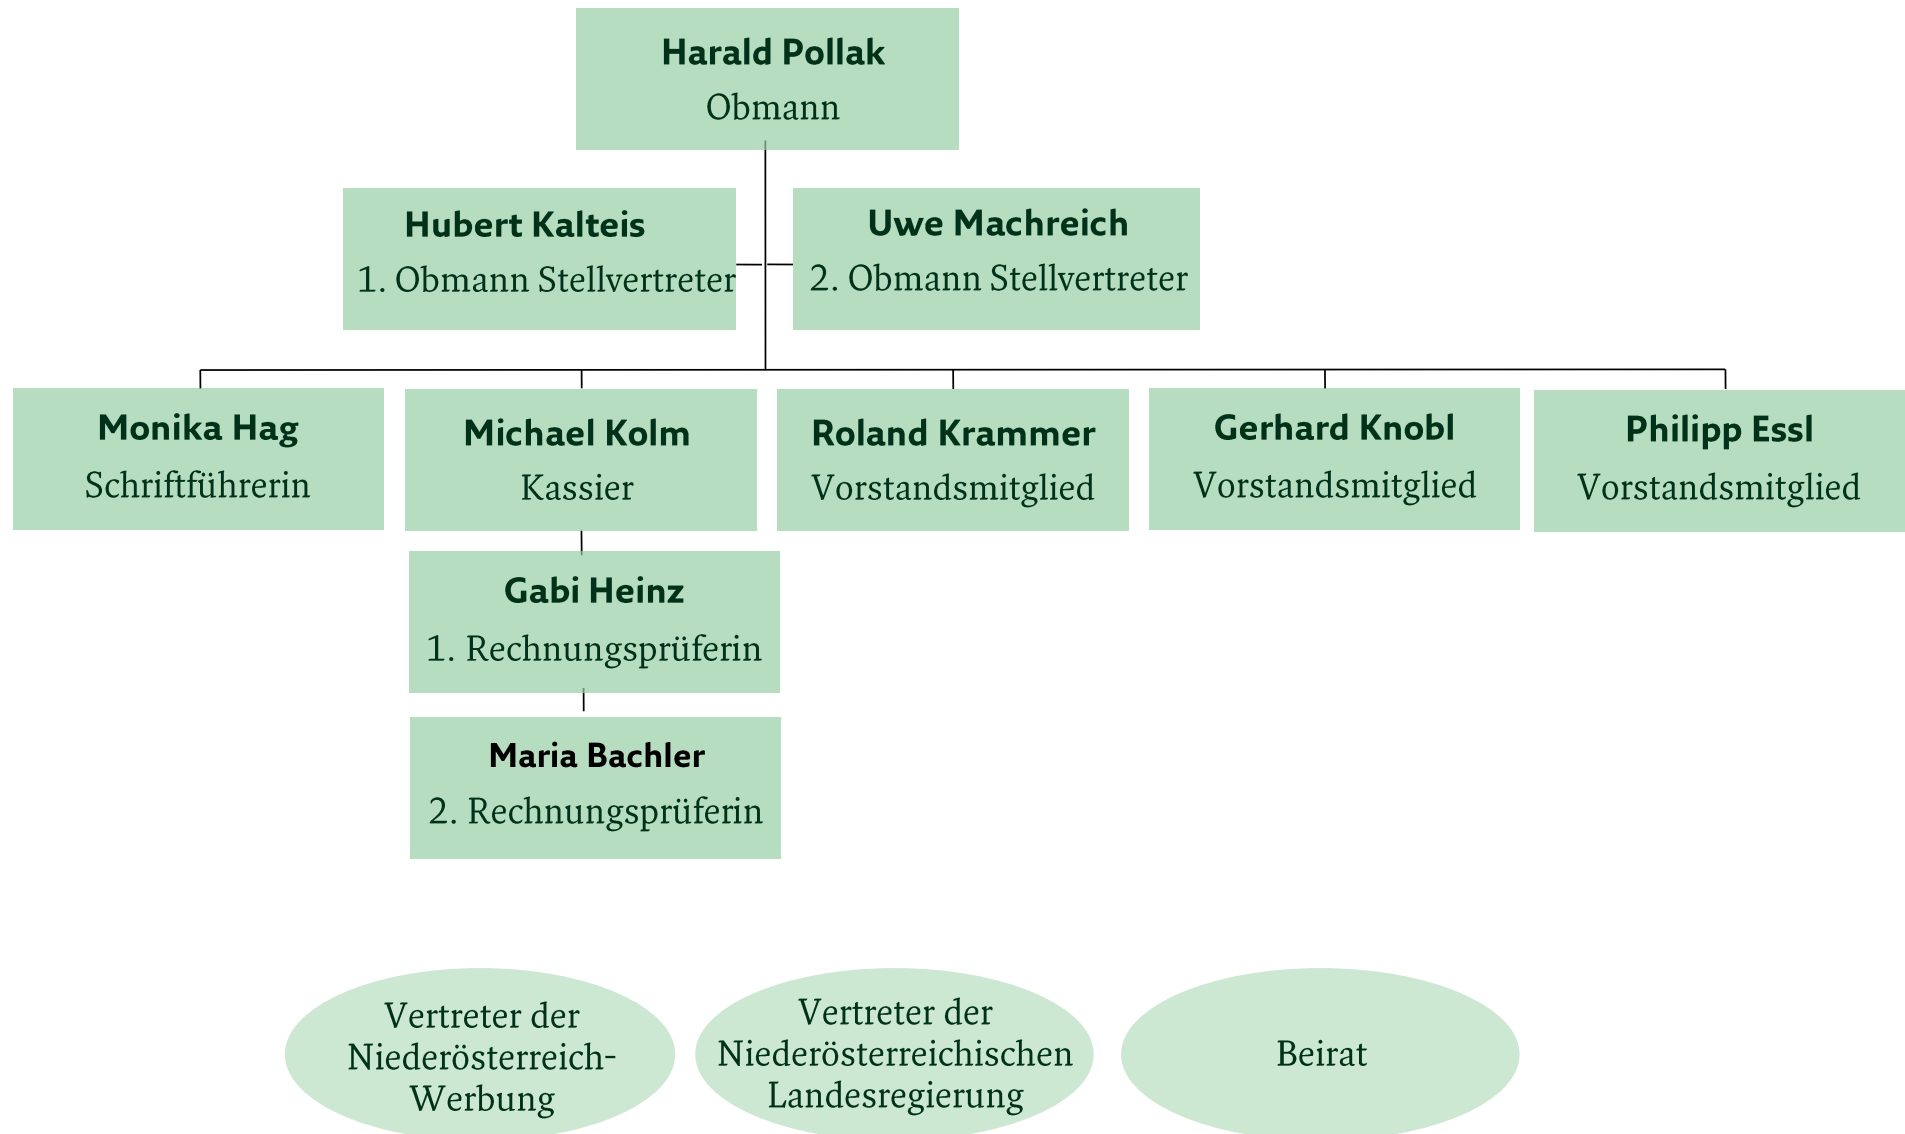 Harald Pollak
Obmann
Hubert Kalteis
1. Obmann Stellvertreter
Uwe Machreich
2. Obmann Stellvertreter
Monika Hag
Schriftführerin
Michael Kolm
Kassier
Roland Krammer
Vorstandsmitglied
Gerhard Knobl
Vorstandsmitglied
Philipp Essl
Vorstandsmitglied
Gabi Heinz
1. Rechnungsprüferin
Maria Bachler
2. Rechnungsprüferin
Vertreter der
Niederösterreich-
Werbung
Vertreter der
Niederösterreichischen
Landesregierung
Beirat